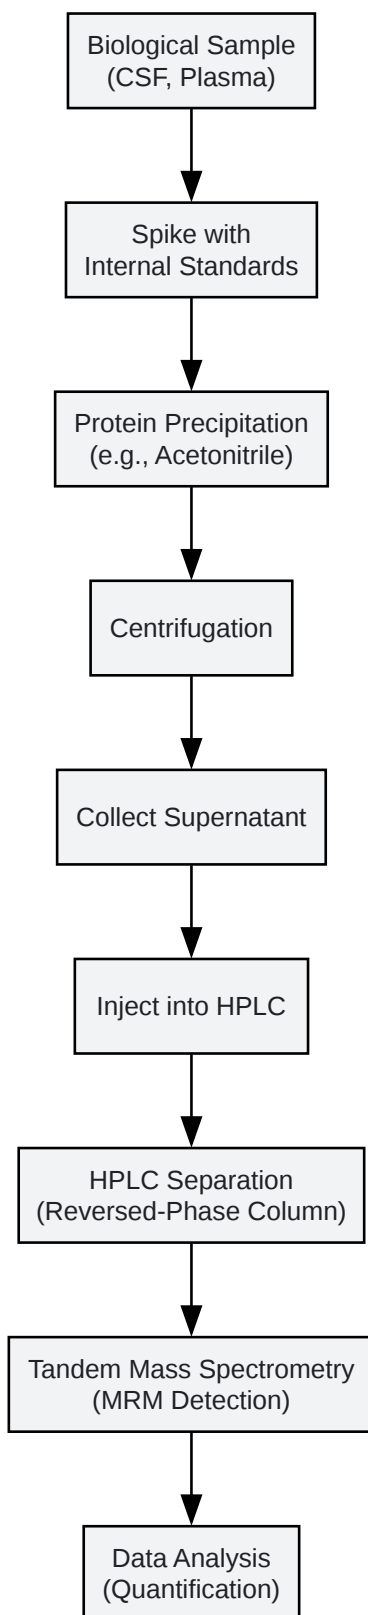 Biological Sample
(CSF, Plasma)
Spike with
Internal Standards
Protein Precipitation
(e.g., Acetonitrile)
Centrifugation
Collect Supernatant
Inject into HPLC
HPLC Separation
(Reversed-Phase Column)
Tandem Mass Spectrometry
(MRM Detection)
Data Analysis
(Quantification)